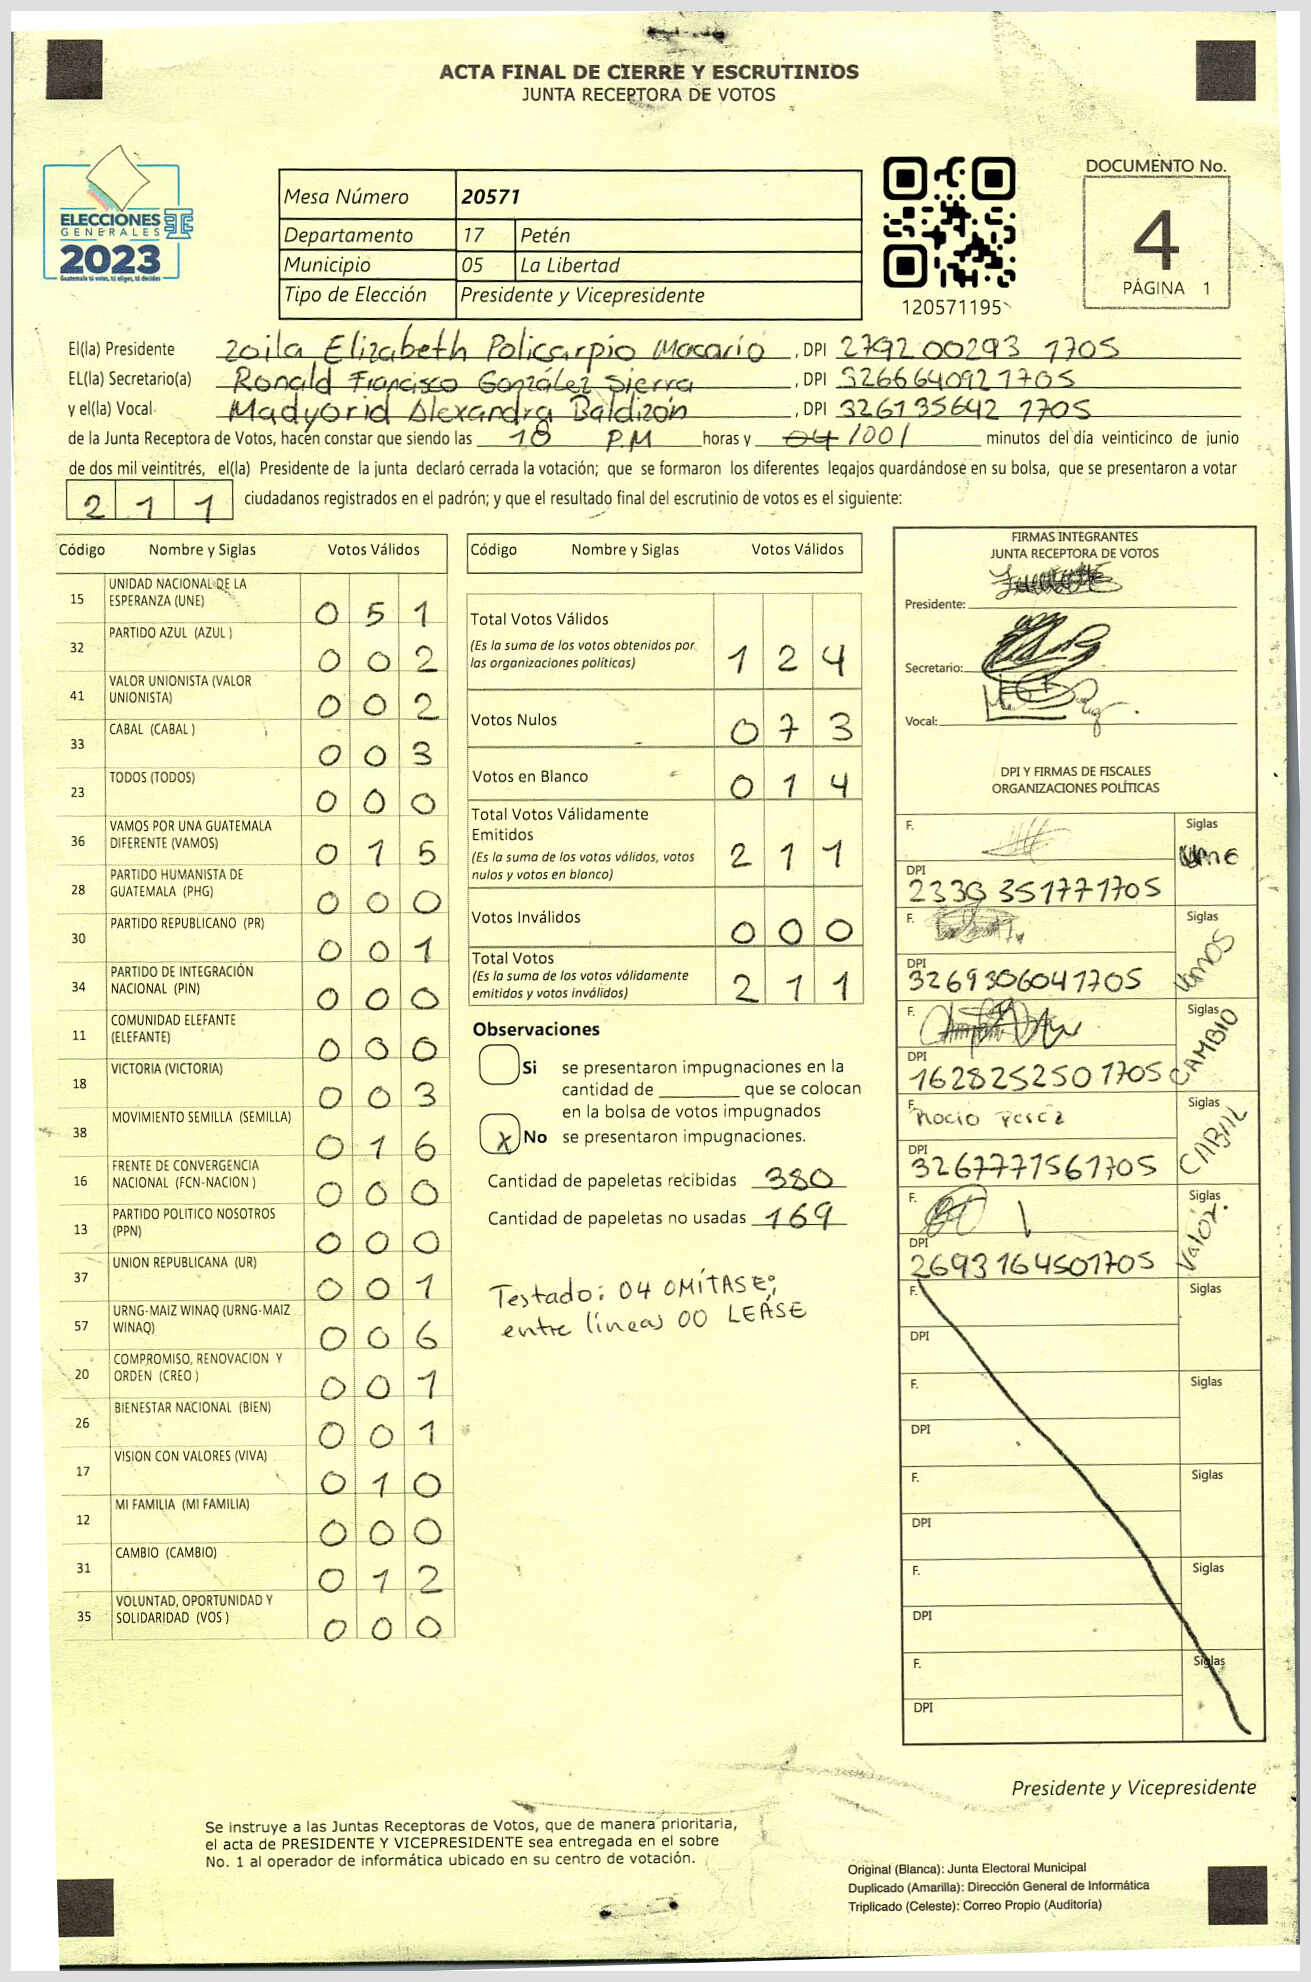 ACTA FINAL DE CIERRE Y ESCRUTINIOS
JUNTA RECEPTORA DE VOTOS
ELECCIONES
GENERALES
2023
Guatemala tú votas, tú eliges, tú decides
Mesa Número 20571
Departamento 17 Petén
Municipio 05 La Libertad
Tipo de Elección Presidente y Vicepresidente
120571195
DOCUMENTO No.
4
PÁGINA 1
El(la) Presidente Zoila Elizabeth Policarpio Macario, DPI 2792 00293 1705
EL(la) Secretario(a) Ronald Francisco González Sierra, DPI 3266640921705
y el(la) Vocal Madyorid Alexandra Baldizón, DPI 326135642 1705
de la Junta Receptora de Votos, hacen constar que siendo las 18 P.M horas y 04 /00/ minutos del día veinticinco de junio
de dos mil veintitrés, el(la) Presidente de la junta declaró cerrada la votación; que se formaron los diferentes legajos guardándose en su bolsa, que se presentaron a votar
2 1 1 ciudadanos registrados en el padrón; y que el resultado final del escrutinio de votos es el siguiente:
Código Nombre y Siglas Votos Válidos
15 UNIDAD NACIONAL DE LA
ESPERANZA (UNE) 0 5 1
32 PARTIDO AZUL (AZUL ) 0 0 2
41 VALOR UNIONISTA (VALOR
UNIONISTA) 0 0 2
33 CABAL (CABAL ) 0 0 3
23 TODOS (TODOS) 0 0 0
36 VAMOS POR UNA GUATEMALA
DIFERENTE (VAMOS) 0 1 5
28 PARTIDO HUMANISTA DE
GUATEMALA (PHG) 0 0 0
30 PARTIDO REPUBLICANO (PR) 0 0 1
34 PARTIDO DE INTEGRACIÓN
NACIONAL (PIN) 0 0 0
11 COMUNIDAD ELEFANTE
(ELEFANTE) 0 0 0
18 VICTORIA (VICTORIA) 0 0 3
38 MOVIMIENTO SEMILLA (SEMILLA) 0 1 6
16 FRENTE DE CONVERGENCIA
NACIONAL (FCN-NACION ) 0 0 0
13 PARTIDO POLITICO NOSOTROS
(PPN) 0 0 0
37 UNION REPUBLICANA (UR) 0 0 1
57 URNG-MAIZ WINAQ (URNG-MAIZ
WINAQ) 0 0 6
20 COMPROMISO, RENOVACION Y
ORDEN (CREO ) 0 0 1
26 BIENESTAR NACIONAL (BIEN) 0 0 1
17 VISION CON VALORES (VIVA) 0 1 0
12 MI FAMILIA (MI FAMILIA) 0 0 0
31 CAMBIO (CAMBIO) 0 1 2
35 VOLUNTAD, OPORTUNIDAD Y
SOLIDARIDAD (VOS ) 0 0 0
Código Nombre y Siglas Votos Válidos
Total Votos Válidos
(Es la suma de los votos obtenidos por
las organizaciones políticas) 1 2 4
Votos Nulos 0 7 3
Votos en Blanco 0 1 4
Total Votos Válidamente
Emitidos
(Es la suma de los votos válidos, votos
nulos y votos en blanco) 2 1 1
Votos Inválidos 0 0 0
Total Votos
(Es la suma de los votos válidamente
emitidos y votos inválidos) 2 1 1
Observaciones
Si se presentaron impugnaciones en la
cantidad de ________ que se colocan
en la bolsa de votos impugnados
X No se presentaron impugnaciones.
Cantidad de papeletas recibidas 380
Cantidad de papeletas no usadas 169
Testado: 04 OMÍTASE;
entre líneas 00 LEÁSE
FIRMAS INTEGRANTES
JUNTA RECEPTORA DE VOTOS
Presidente:
Secretario:
Vocal:
DPI Y FIRMAS DE FISCALES
ORGANIZACIONES POLÍTICAS
F. Siglas
une
DPI
2330 351771705
F. Siglas
vamos
DPI
3269306041705
F. Siglas
CAMBIO
DPI
1628252501705
F. Siglas
Rocio Perez
CABAL
DPI
3267771561705
F. Siglas
Valor
DPI
2693164501705
F. Siglas
DPI
F. Siglas
DPI
F. Siglas
DPI
F. Siglas
DPI
F. Siglas
DPI
Presidente y Vicepresidente
Se instruye a las Juntas Receptoras de Votos, que de manera prioritaria,
el acta de PRESIDENTE Y VICEPRESIDENTE sea entregada en el sobre
No. 1 al operador de informática ubicado en su centro de votación.
Original (Blanca): Junta Electoral Municipal
Duplicado (Amarilla): Dirección General de Informática
Triplicado (Celeste): Correo Propio (Auditoría)